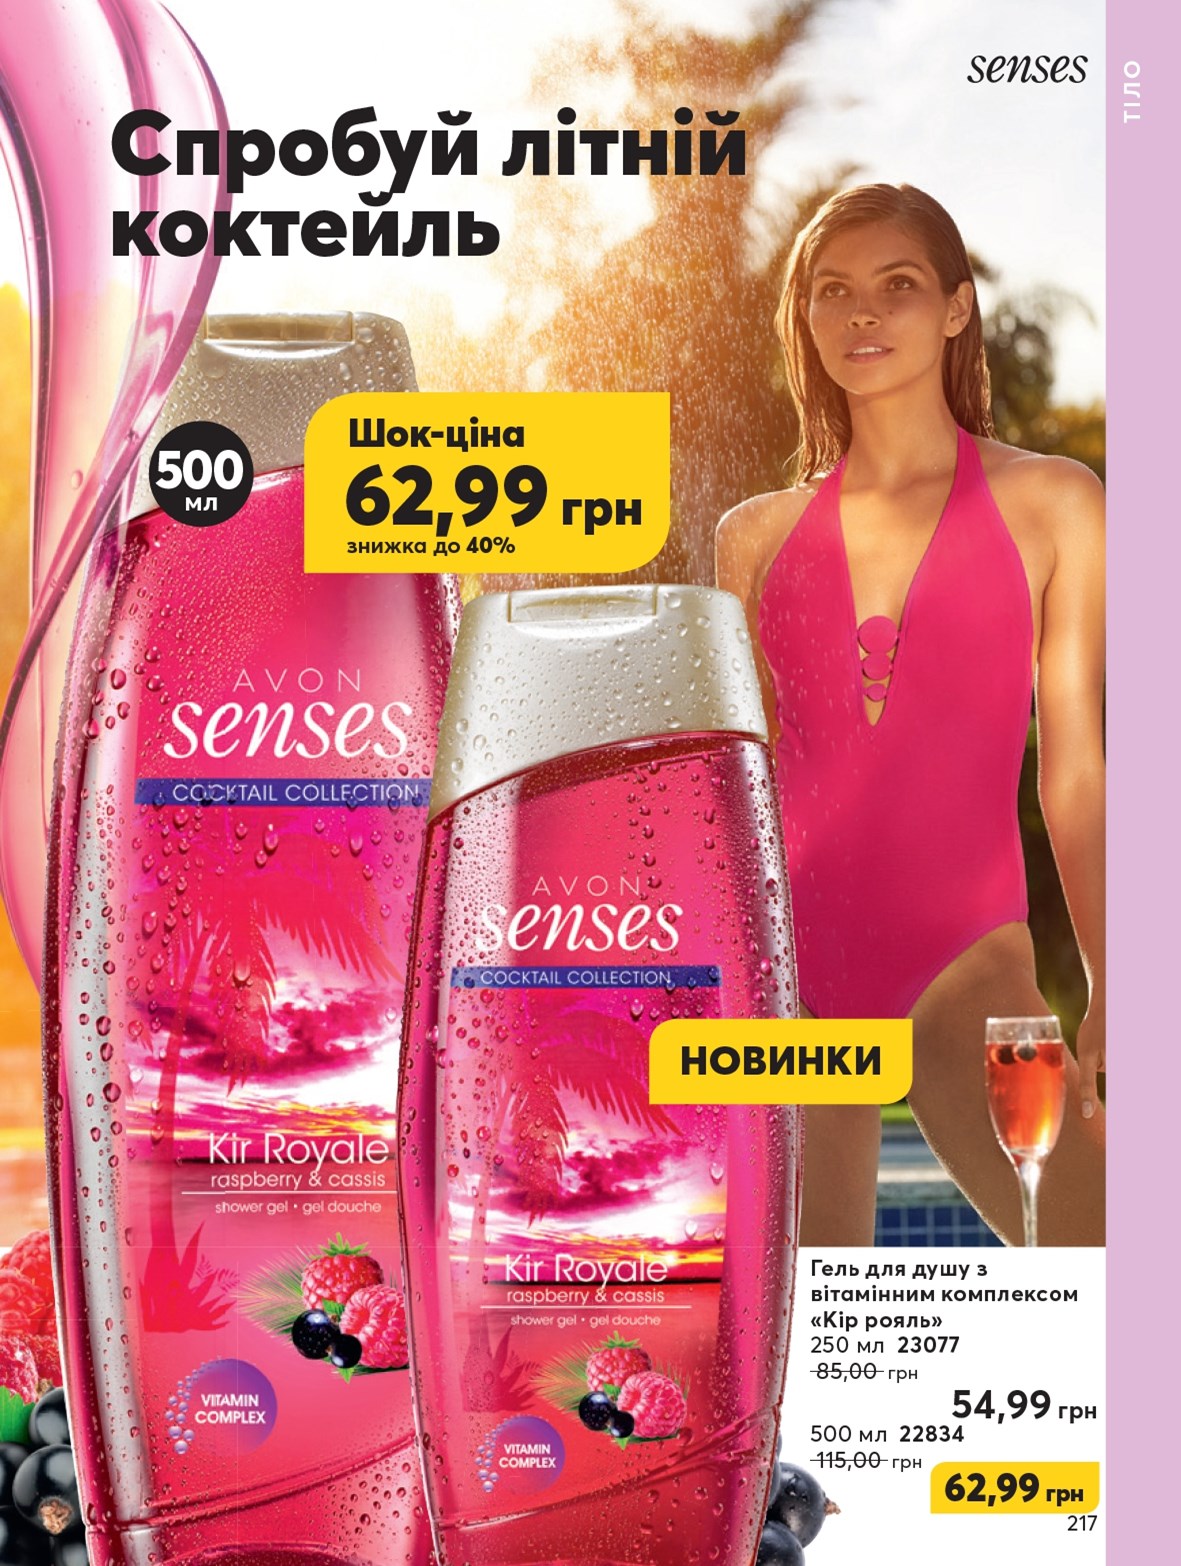 senses
ТІЛО
Спробуй літній
коктейль
500
мл
Шок-ціна
62,99 грн
знижка до 40%
AVON
senses
COCKTAIL COLLECTION
Kir Royale
raspberry & cassis
shower gel • gel douche
VITAMIN
COMPLEX
AVON
senses
COCKTAIL COLLECTION
НОВИНКИ
Kir Royale
raspberry & cassis
shower gel • gel douche
VITAMIN
COMPLEX
Гель для душу з
вітамінним комплексом
«Кір рояль»
250 мл 23077
85,00 грн
54,99 грн
500 мл 22834
115,00 грн
62,99 грн
217